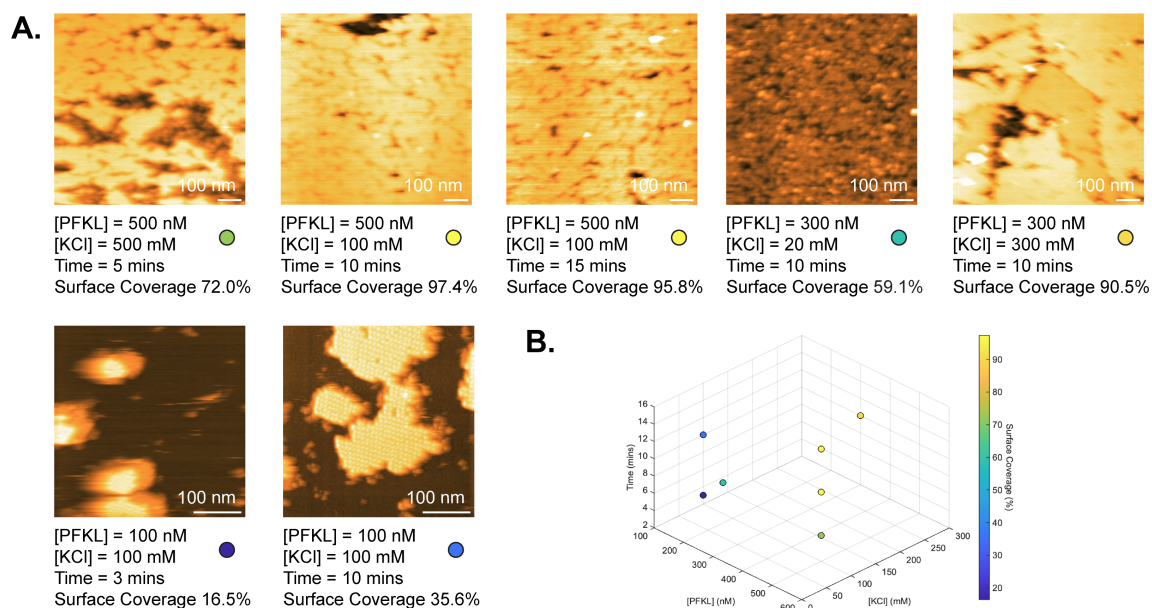 A.
100 nm
100 nm
100 nm
100 nm
100 nm
[PFKL] = 500 nM
[KCl] = 500 mM
Time = 5 mins
Surface Coverage 72.0%
[PFKL] = 500 nM
[KCl] = 100 mM
Time = 10 mins
Surface Coverage 97.4%
[PFKL] = 500 nM
[KCl] = 100 mM
Time = 15 mins
Surface Coverage 95.8%
[PFKL] = 300 nM
[KCl] = 20 mM
Time = 10 mins
Surface Coverage 59.1%
[PFKL] = 300 nM
[KCl] = 300 mM
Time = 10 mins
Surface Coverage 90.5%
100 nm
100 nm
[PFKL] = 100 nM
[KCl] = 100 mM
Time = 3 mins
Surface Coverage 16.5%
[PFKL] = 100 nM
[KCl] = 100 mM
Time = 10 mins
Surface Coverage 35.6%
B.
16
14
12
10
8
6
4
2
Time (mins)
100
200
300
400
500
600
[PFKL] (nM)
0
50
100
150
200
250
300
[KCl] (mM)
90
80
70
60
50
40
30
20
Surface Coverage (%)